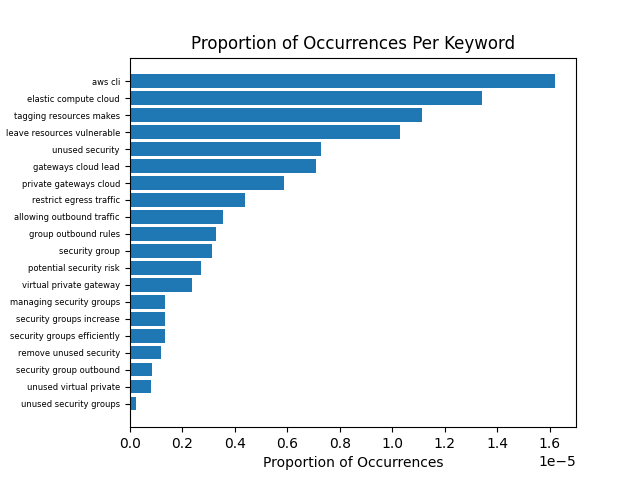 Proportion of Occurrences Per Keyword
aws cli
elastic compute cloud
tagging resources makes
leave resources vulnerable
unused security
gateways cloud lead
private gateways cloud
restrict egress traffic
allowing outbound traffic
group outbound rules
security group
potential security risk
virtual private gateway
managing security groups
security groups increase
security groups efficiently
remove unused security
security group outbound
unused virtual private
unused security groups
0.0 0.2 0.4 0.6 0.8 1.0 1.2 1.4 1.6
1e−5
Proportion of Occurrences